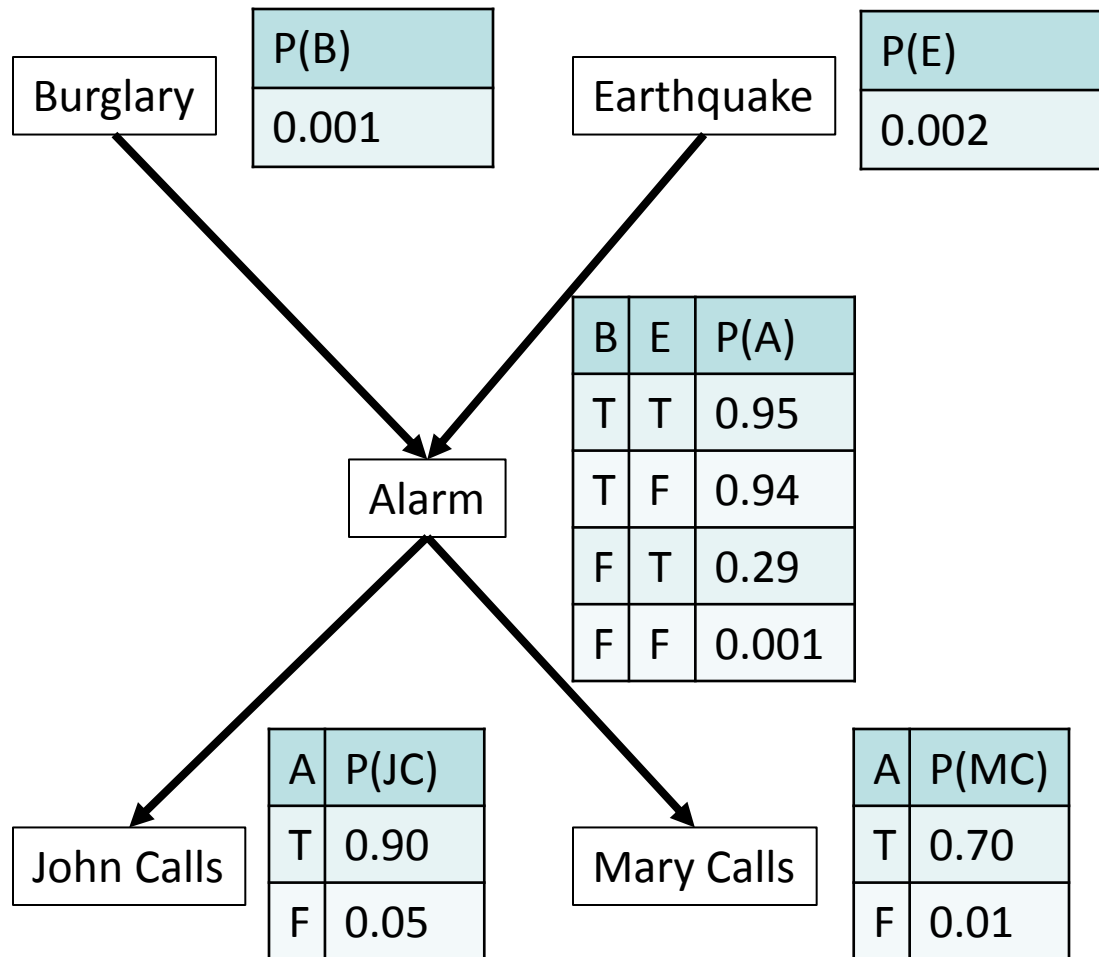 P(B)
P(E)
Burglary
Earthquake
0.001
0.002
B E P(A)
T T 0.95
T F 0.94
F T 0.29
F F 0.001
Alarm
A P(JC)
T 0.90
F 0.05
A P(MC)
T 0.70
F 0.01
John Calls
Mary Calls